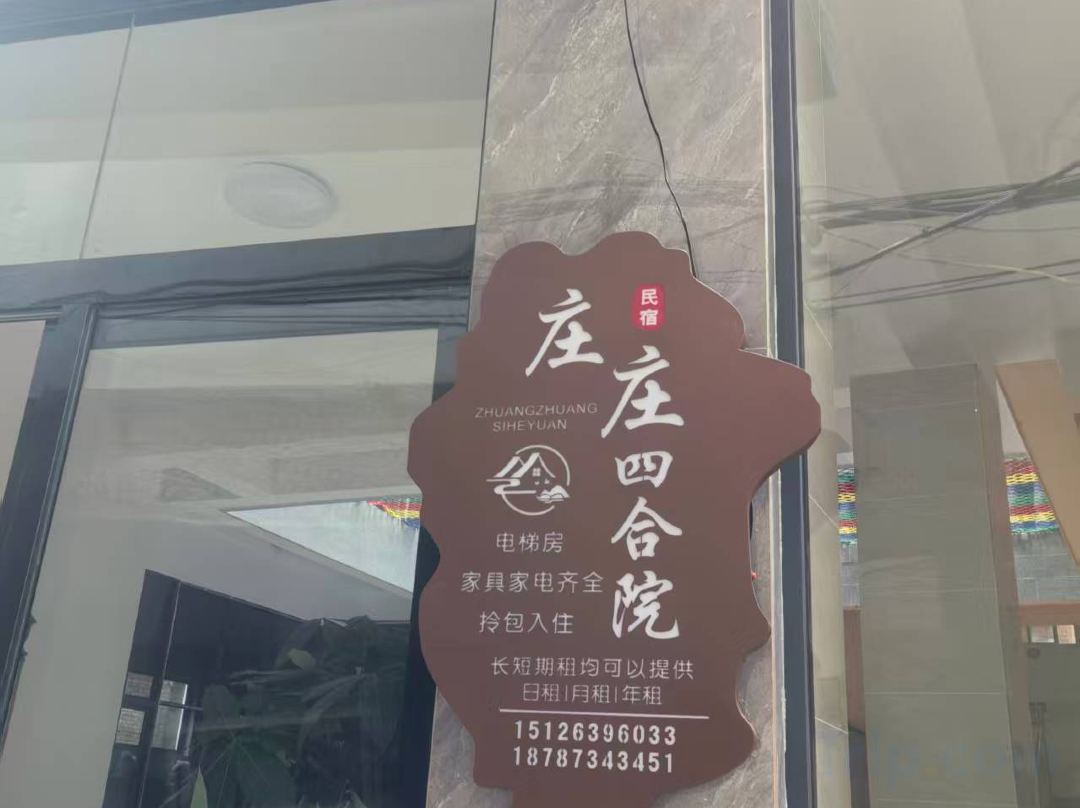 民宿
庄庄四合院
ZHUANGZHUANG
SIHEYUAN
电梯房
家具家电齐全
拎包入住
长短期租均可以提供
日租|月租|年租
15126396033
18787343451